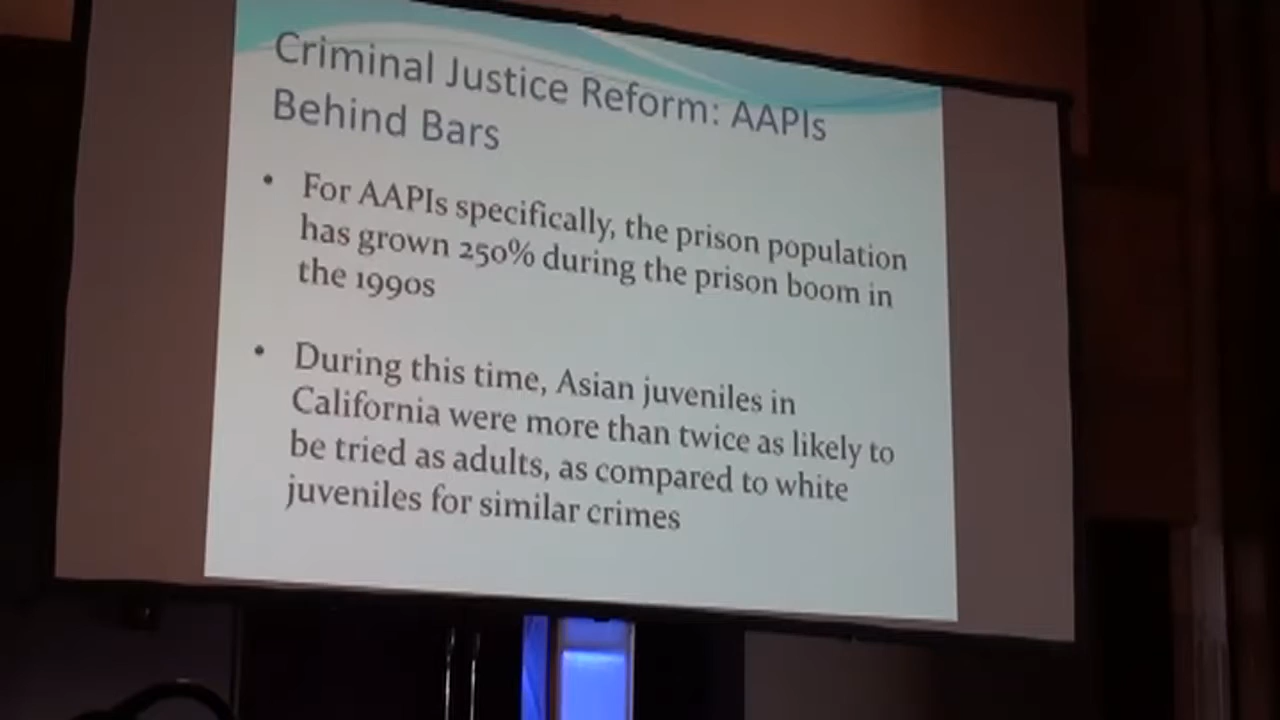 Criminal Justice Reform: AAPIs
Behind Bars
• For AAPIs specifically, the prison population
has grown 250% during the prison boom in
the 1990s
• During this time, Asian juveniles in
California were more than twice as likely to
be tried as adults, as compared to white
juveniles for similar crimes